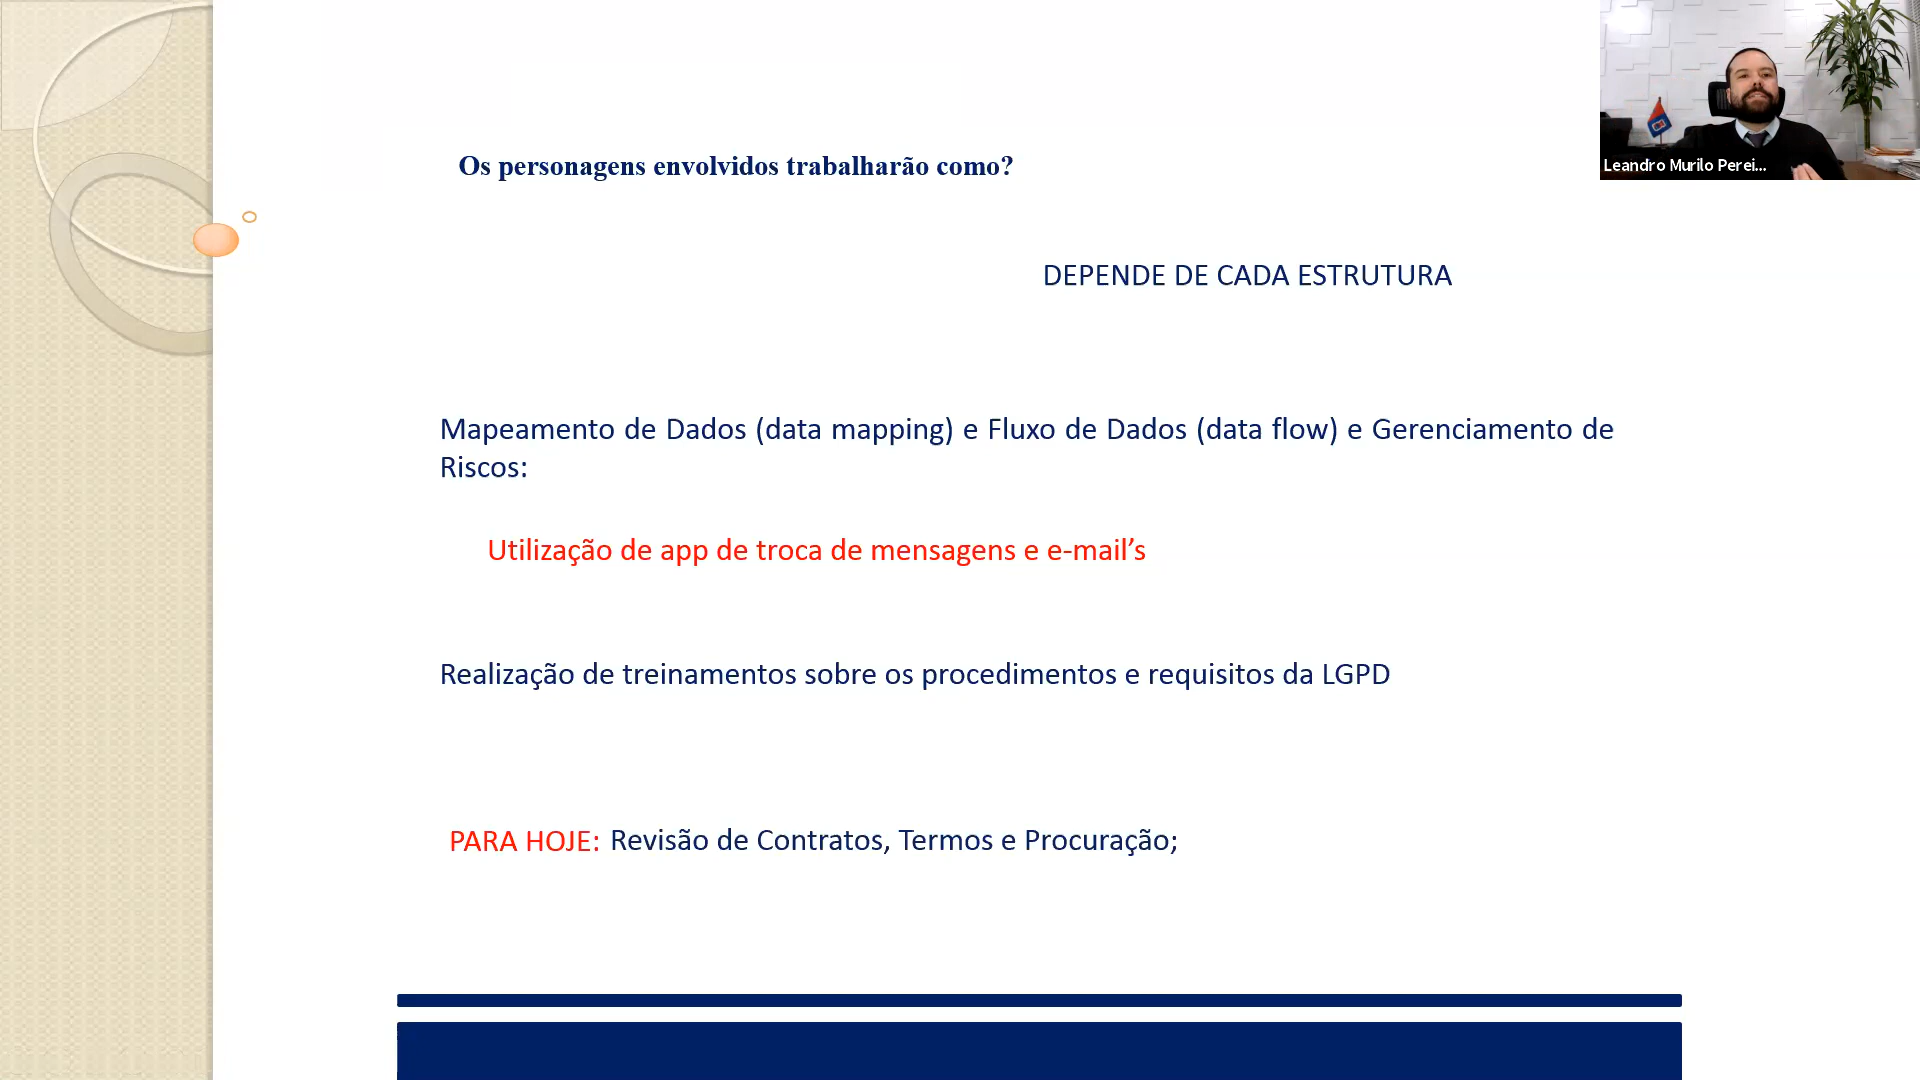 Leandro Murilo Perei...
Os personagens envolvidos trabalharão como?
DEPENDE DE CADA ESTRUTURA
Mapeamento de Dados (data mapping) e Fluxo de Dados (data flow) e Gerenciamento de
Riscos:
Utilização de app de troca de mensagens e e-mail’s
Realização de treinamentos sobre os procedimentos e requisitos da LGPD
PARA HOJE: Revisão de Contratos, Termos e Procuração;